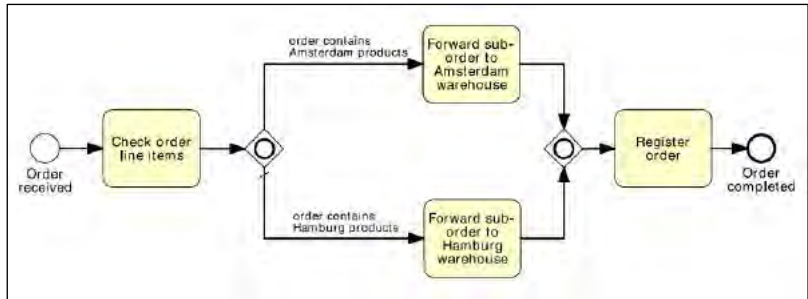 order contains
Amsterdam products
Forward sub-
order to
Amsterdam
warehouse
Check order
line items
Register
order
Order
received
Order
completed
order contains
Hamburg products
Forward sub-
order to
Hamburg
warehouse